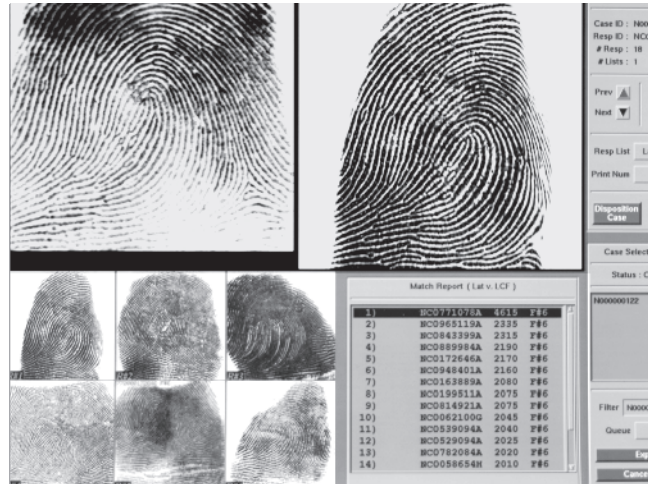 Case ID : N00
Resp ID : NC0
# Resp : 18
# Lists : 1
Prev
Next
Resp List
Print Num
Disposition
Case
Case Select
Status : C
N000000122
Filter N0000
Queue
Exp
Cance
Match Report ( Lat v. LCF )
1) NC0771078A 4615 F#6
2) NC0965119A 2335 F#6
3) NC0843399A 2315 F#6
4) NC0889984A 2190 F#6
5) NC0172646A 2170 F#6
6) NC0948401A 2160 F#6
7) NC0163889A 2080 F#6
8) NC0199511A 2075 F#6
9) NC0814921A 2075 F#6
10) NC0062100G 2045 F#6
11) NC0539094A 2040 F#6
12) NC0529094A 2025 F#6
13) NC0782084A 2020 F#6
14) NC0058654H 2010 F#6